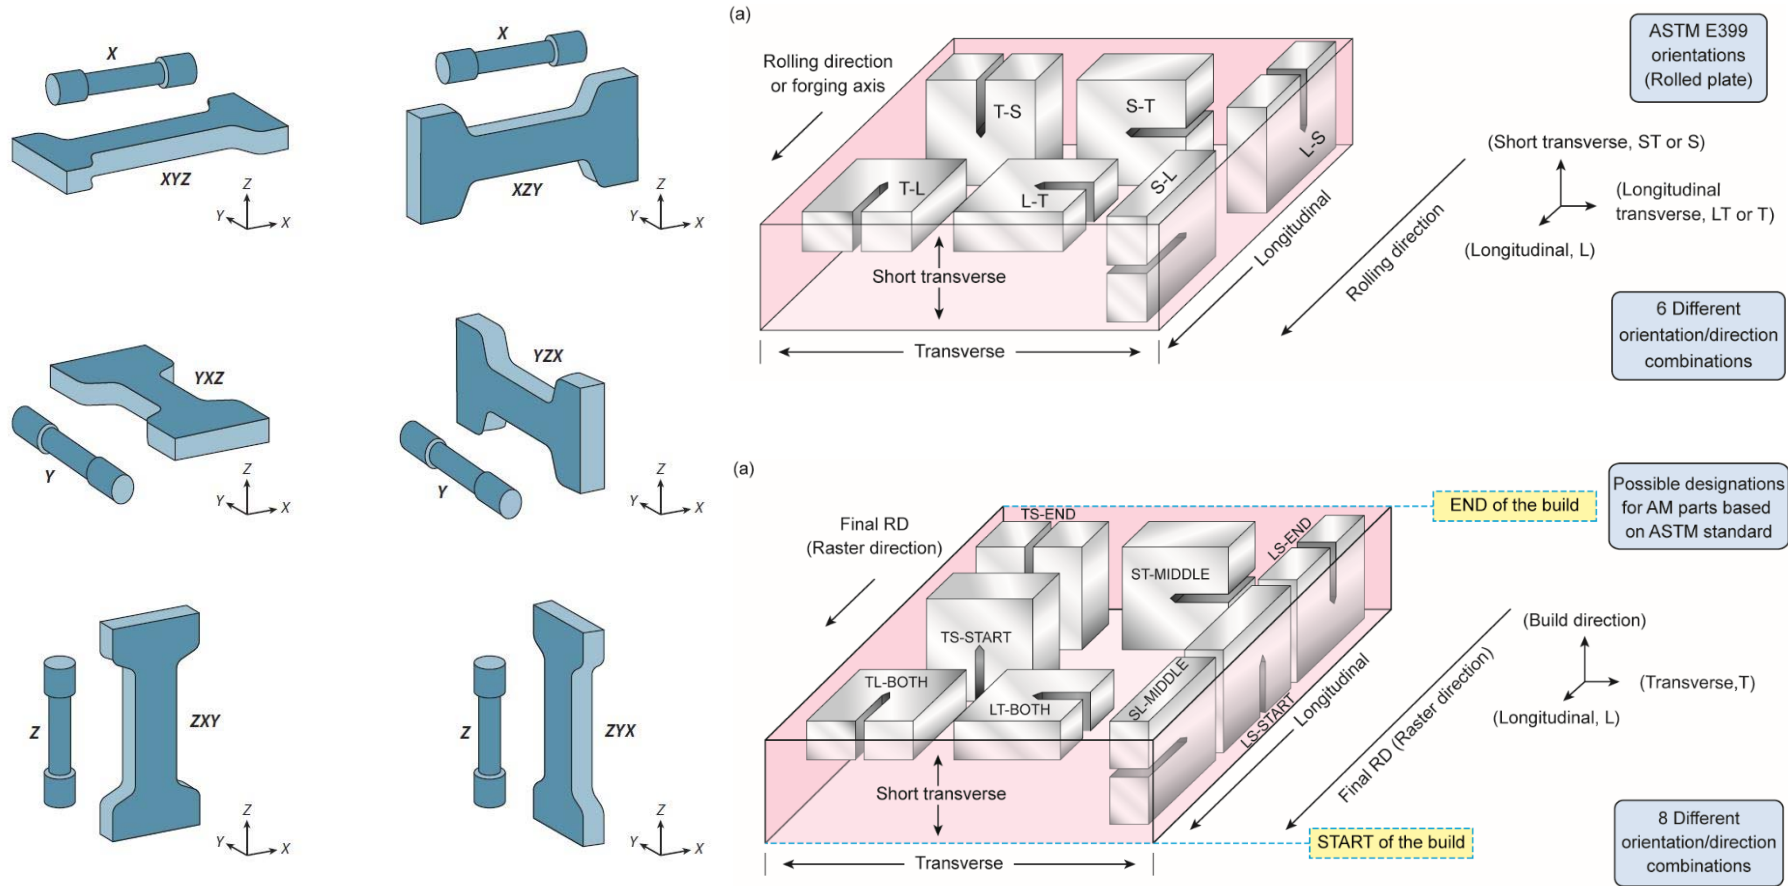 X
XYZ
Z
Y
X
X
XZY
Z
Y
X
YXZ
Y
Z
Y
X
YZX
Y
Z
Y
X
Z
ZXY
Z
Y
X
Z
ZYX
Z
Y
X
(a)
Rolling direction
or forging axis
T-S
S-T
L-S
T-L
L-T
S-L
Short transverse
Transverse
Longitudinal
Rolling direction
ASTM E399
orientations
(Rolled plate)
(Short transverse, ST or S)
(Longitudinal
transverse, LT or T)
(Longitudinal, L)
6 Different
orientation/direction
combinations
(a)
Final RD
(Raster direction)
TS-END
ST-MIDDLE
LS-END
TS-START
TL-BOTH
LT-BOTH
SL-MIDDLE
LS-START
Short transverse
Transverse
Longitudinal
Final RD (Raster direction)
END of the build
START of the build
Possible designations
for AM parts based
on ASTM standard
(Build direction)
(Transverse,T)
(Longitudinal, L)
8 Different
orientation/direction
combinations